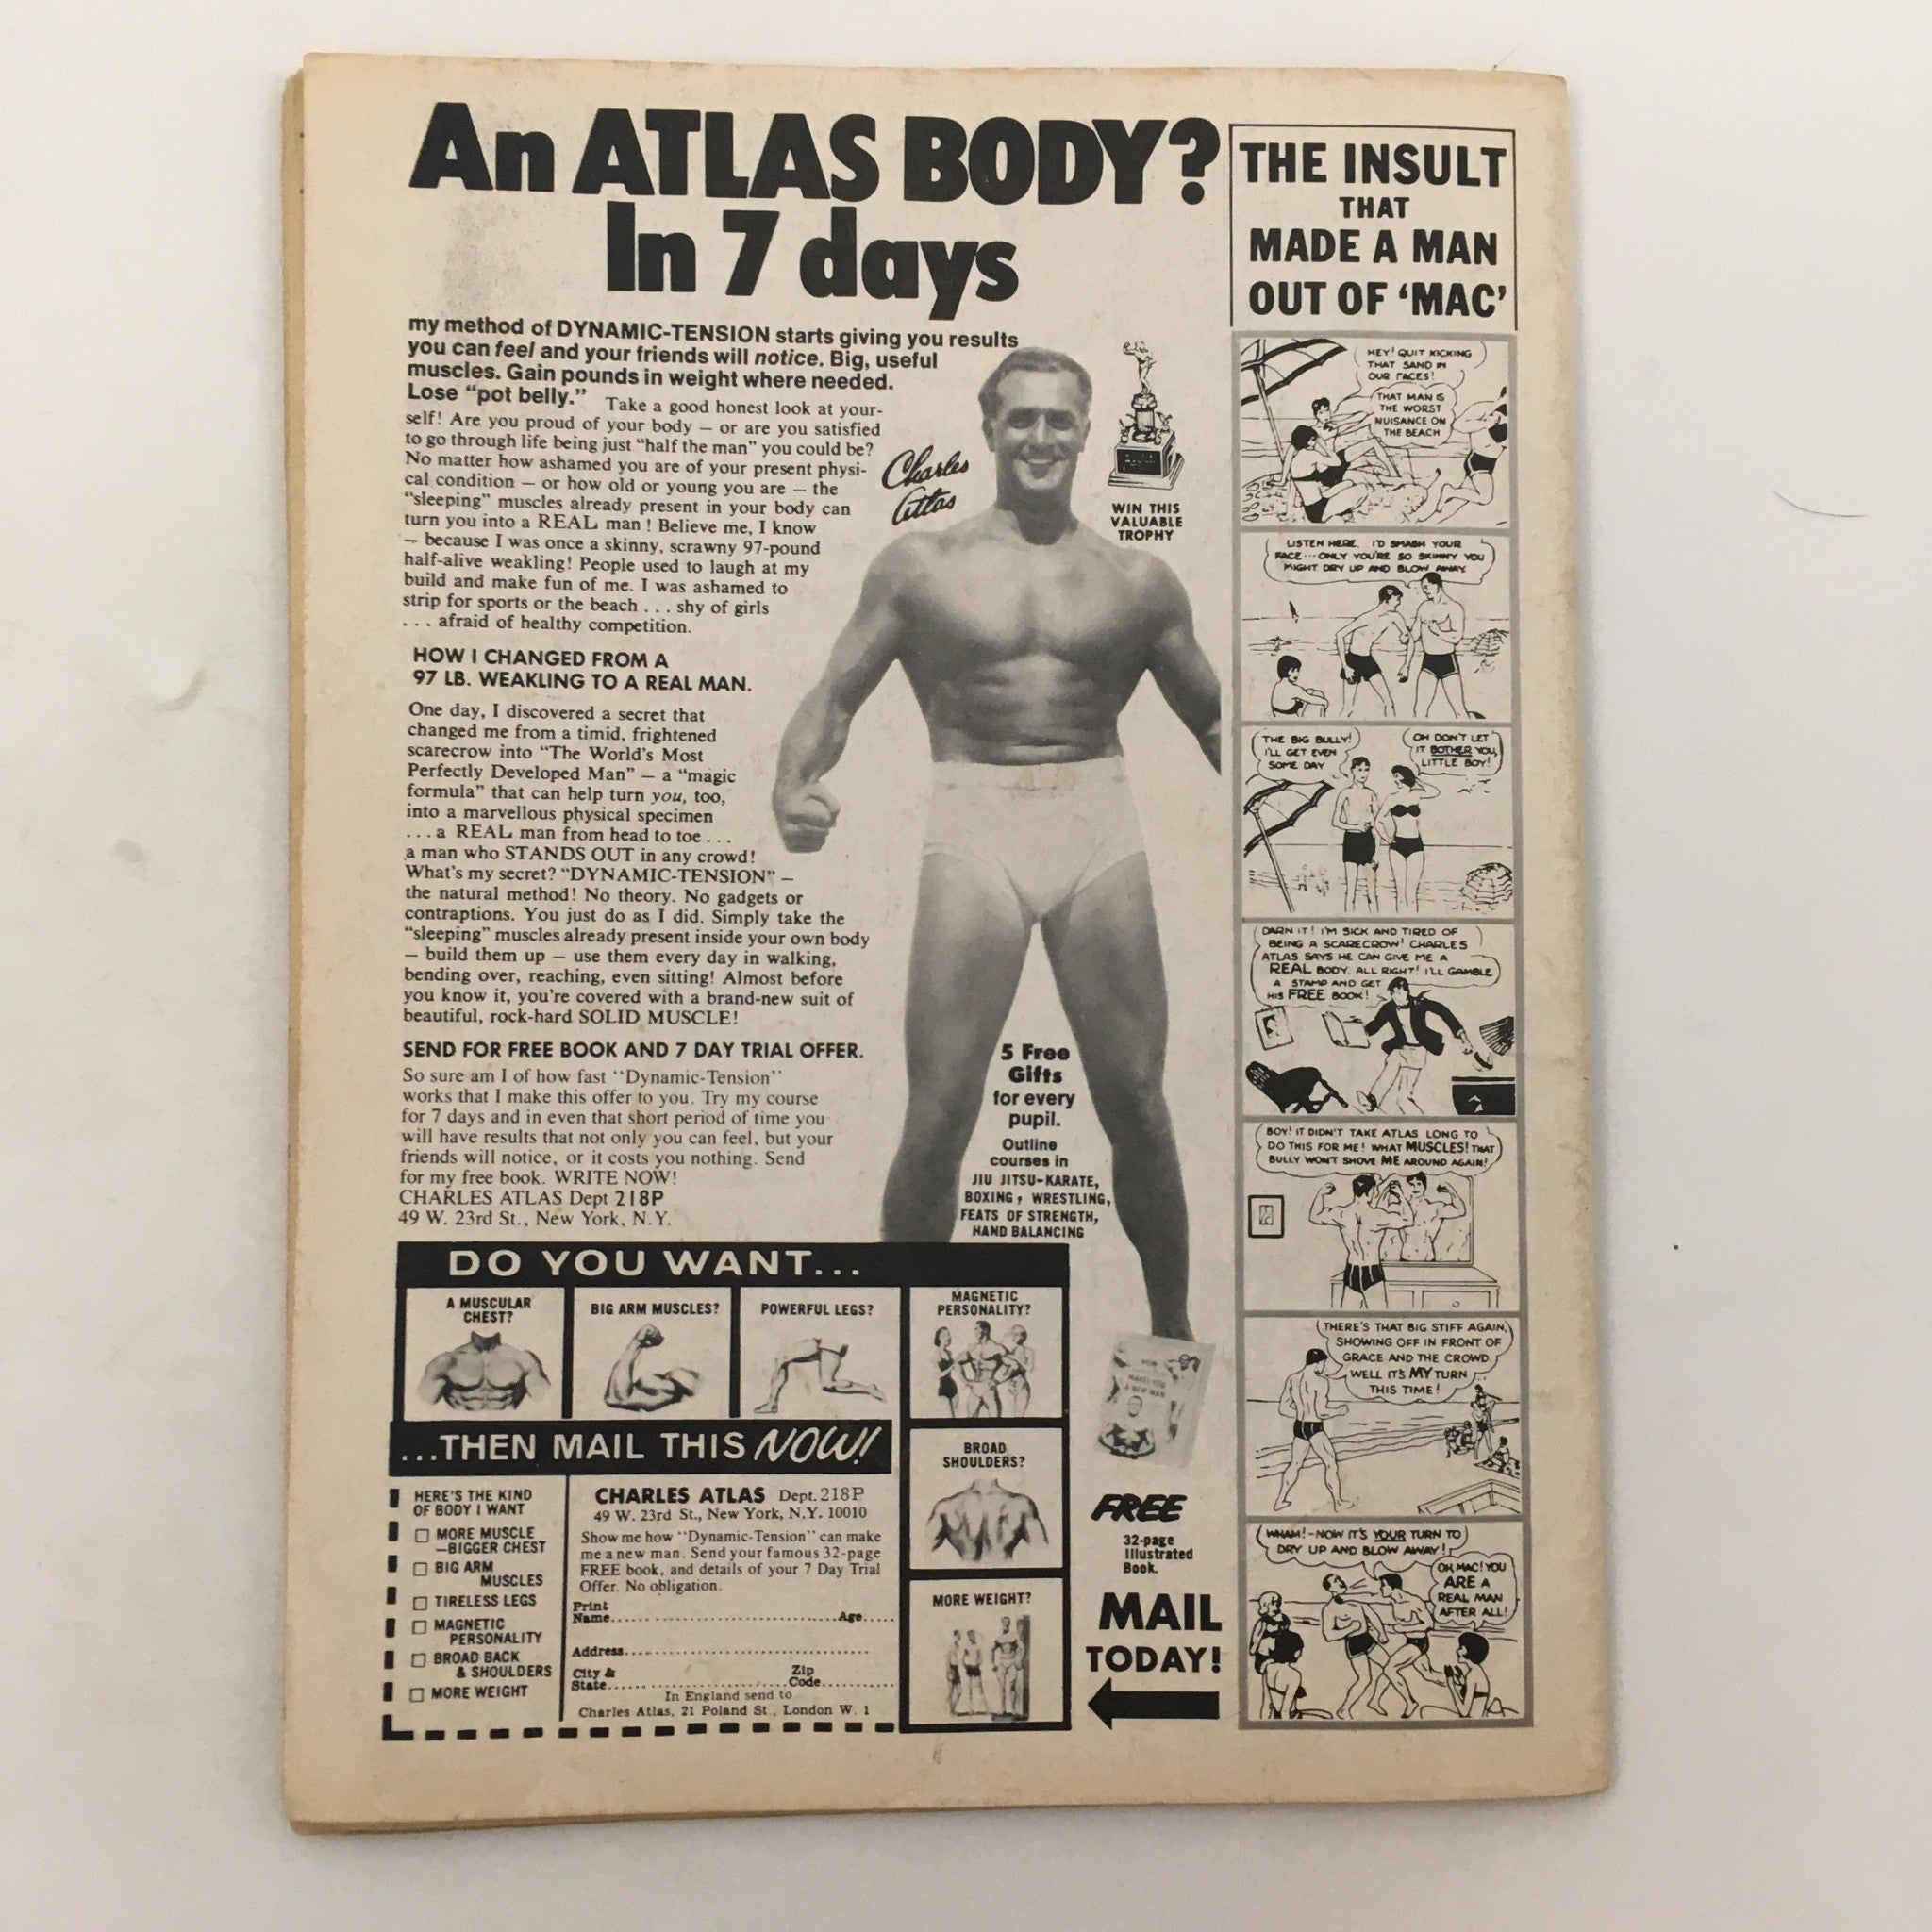 An ATLAS BODY?
In 7 days
my method of DYNAMIC-TENSION starts giving you results
you can feel and your friends will notice. Big, useful
muscles. Gain pounds in weight where needed.
Lose "pot belly." Take a good honest look at your-
self! Are you proud of your body — or are you satisfied
to go through life being just "half the man" you could be?
No matter how ashamed you are of your present physi-
cal condition — or how old or young you are — the
"sleeping" muscles already present in your body can
turn you into a REAL man! Believe me, I know
— because I was once a skinny, scrawny 97-pound
half-alive weakling! People used to laugh at my
build and make fun of me. I was ashamed to
strip for sports or the beach . . . shy of girls
. . . afraid of healthy competition.
HOW I CHANGED FROM A
97 LB. WEAKLING TO A REAL MAN.
One day, I discovered a secret that
changed me from a timid, frightened
scarecrow into "The World's Most
Perfectly Developed Man" — a "magic
formula" that can help turn you, too,
into a marvellous physical specimen
. . . a REAL man from head to toe . . .
a man who STANDS OUT in any crowd!
What's my secret? "DYNAMIC-TENSION" —
the natural method! No theory. No gadgets or
contraptions. You just do as I did. Simply take the
"sleeping" muscles already present inside your own body
— build them up — use them every day in walking,
bending over, reaching, even sitting! Almost before
you know it, you're covered with a brand-new suit of
beautiful, rock-hard SOLID MUSCLE!
SEND FOR FREE BOOK AND 7 DAY TRIAL OFFER.
So sure am I of how fast "Dynamic-Tension"
works that I make this offer to you. Try my course
for 7 days and in even that short period of time you
will have results that not only you can feel, but your
friends will notice, or it costs you nothing. Send
for my free book. WRITE NOW!
CHARLES ATLAS Dept 218P
49 W. 23rd St., New York, N.Y.
Charles
Atlas
WIN THIS
VALUABLE
TROPHY
5 Free
Gifts
for every
pupil.
Outline
courses in
JIU JITSU-KARATE,
BOXING, WRESTLING,
FEATS OF STRENGTH,
HAND BALANCING
DO YOU WANT...
A MUSCULAR
CHEST?
BIG ARM MUSCLES?
POWERFUL LEGS?
MAGNETIC
PERSONALITY?
BROAD
SHOULDERS?
MORE WEIGHT?
...THEN MAIL THIS NOW!
HERE'S THE KIND
OF BODY I WANT
MORE MUSCLE
—BIGGER CHEST
BIG ARM
MUSCLES
TIRELESS LEGS
MAGNETIC
PERSONALITY
BROAD BACK
& SHOULDERS
MORE WEIGHT
CHARLES ATLAS Dept. 218P
49 W. 23rd St., New York, N.Y. 10010
Show me how "Dynamic-Tension" can make
me a new man. Send your famous 32-page
FREE book, and details of your 7 Day Trial
Offer. No obligation.
Print
Name..............................Age.....
Address..............................
City &
State..............................Zip
Code..........
In England send to
Charles Atlas, 21 Poland St., London W. 1
MAKES YOU
A NEW MAN
FREE
32-page
Illustrated
Book.
MAIL
TODAY!
THE INSULT
THAT
MADE A MAN
OUT OF 'MAC'
HEY! QUIT KICKING
THAT SAND IN
OUR FACES!
THAT MAN IS
THE WORST
NUISANCE ON
THE BEACH
LISTEN HERE. I'D SMASH YOUR
FACE---ONLY YOU'RE SO SKINNY YOU
MIGHT DRY UP AND BLOW AWAY.
THE BIG BULLY!
I'LL GET EVEN
SOME DAY
OH DON'T LET
IT BOTHER YOU,
LITTLE BOY!
DARN IT! I'M SICK AND TIRED OF
BEING A SCARECROW! CHARLES
ATLAS SAYS HE CAN GIVE ME A
REAL BODY. ALL RIGHT! I'LL GAMBLE
A STAMP AND GET
HIS FREE BOOK!
BOY! IT DIDN'T TAKE ATLAS LONG TO
DO THIS FOR ME! WHAT MUSCLES! THAT
BULLY WON'T SHOVE ME AROUND AGAIN!
THERE'S THAT BIG STIFF AGAIN,
SHOWING OFF IN FRONT OF
GRACE AND THE CROWD.
WELL IT'S MY TURN
THIS TIME!
WHAM!-NOW IT'S YOUR TURN TO
DRY UP AND BLOW AWAY!
OH, MAC! YOU
ARE A
REAL MAN
AFTER ALL!